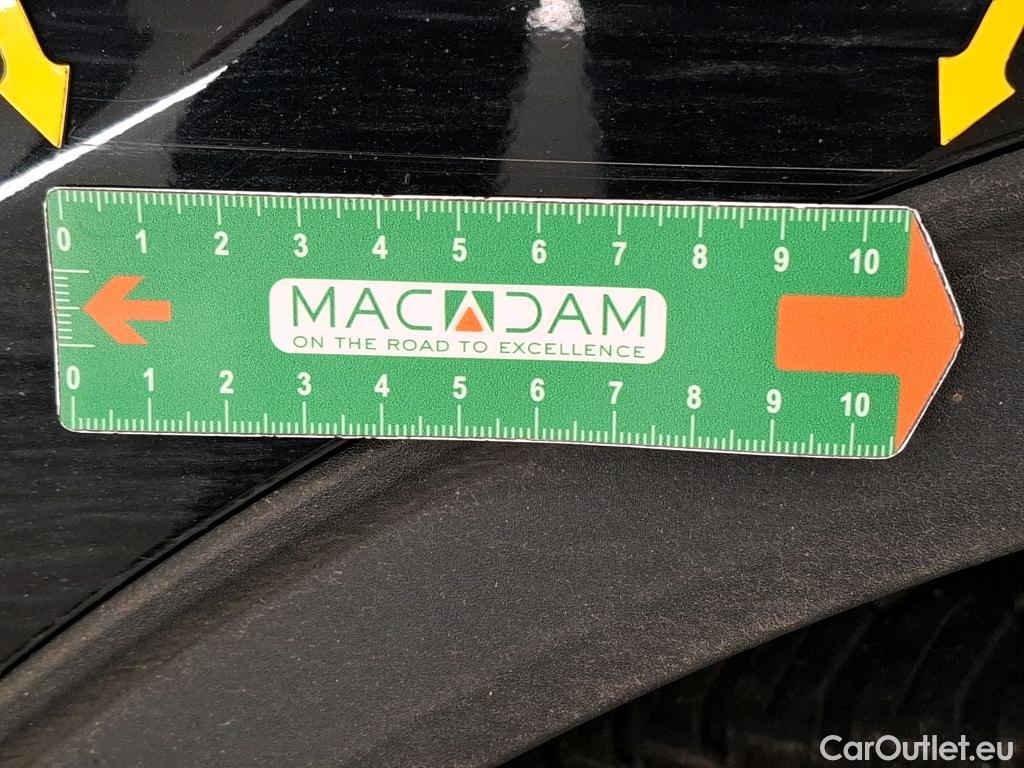 0 1 2 3 4 5 6 7 8 9 10
MACADAM
ON THE ROAD TO EXCELLENCE
0 1 2 3 4 5 6 7 8 9 10
CarOutlet.eu